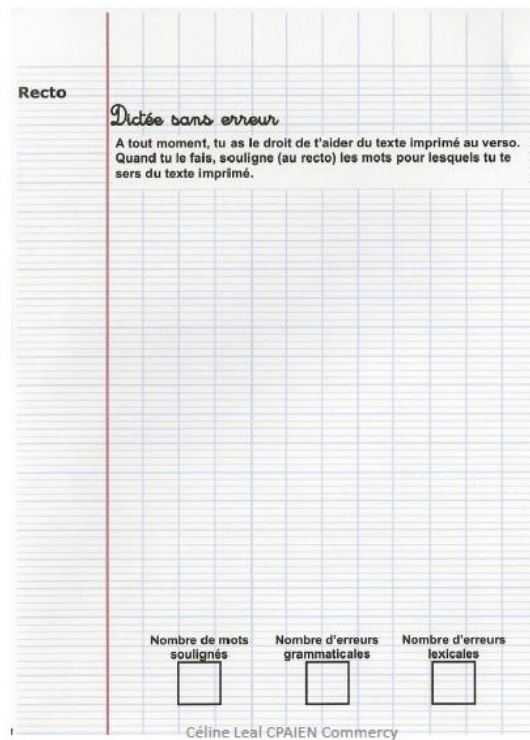 Recto
Dictée sans erreur
A tout moment, tu as le droit de t'aider du texte imprimé au verso.
Quand tu le fais, souligne (au recto) les mots pour lesquels tu te
sers du texte imprimé.
Nombre de mots
soulignés
Nombre d'erreurs
grammaticales
Nombre d'erreurs
lexicales
Céline Leal CPAIEN Commercy